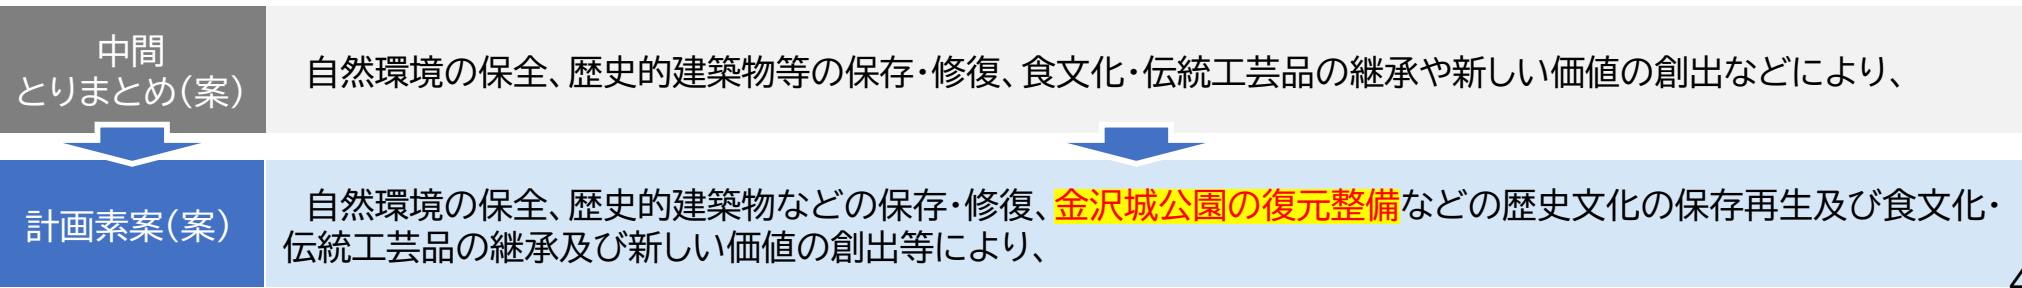 中間
とりまとめ(案)
自然環境の保全、歴史的建築物等の保存・修復、食文化・伝統工芸品の継承や新しい価値の創出などにより、
計画素案(案)
自然環境の保全、歴史的建築物などの保存・修復、金沢城公園の復元整備などの歴史文化の保存再生及び食文化・
伝統工芸品の継承及び新しい価値の創出等により、